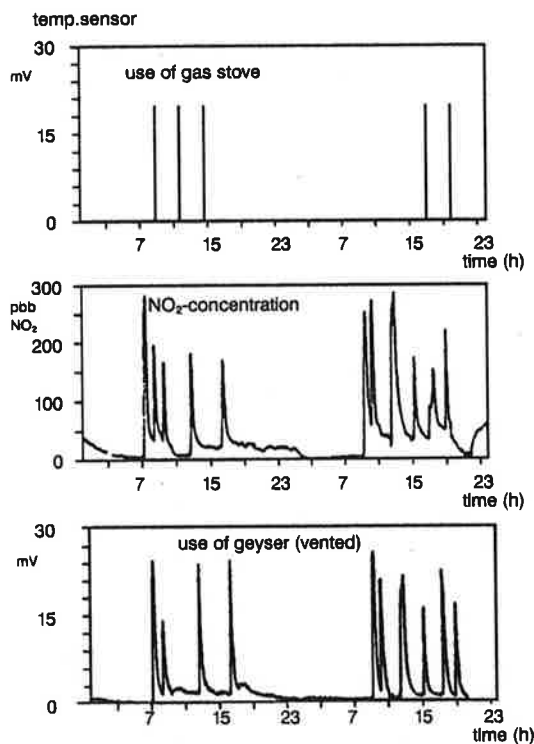 temp.sensor
30
mV
use of gas stove
15
0
7 15 23 7 15 23
time (h)
300
pbb
NO₂
NO₂-concentration
200
100
0
7 15 23 7 15 23
time (h)
30
use of geyser (vented)
mV
15
0
7 15 23 7 15 23
time (h)